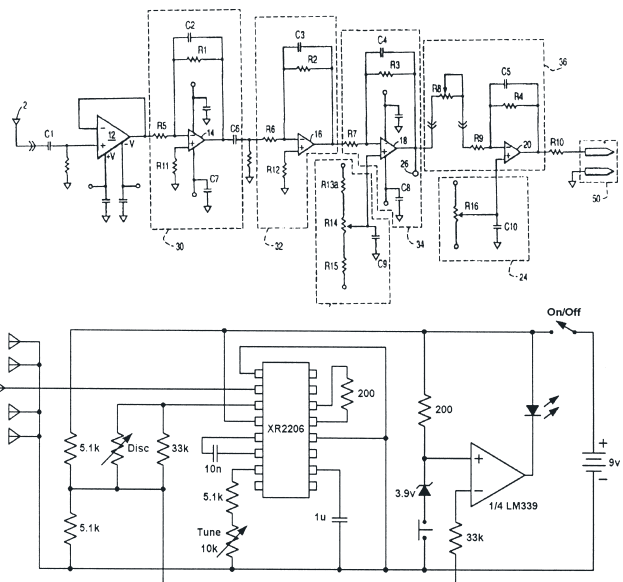 2
C1
12
+V
- V
R5
C2
R1
14
C6
R11
C7
30
R6
C3
R2
16
R12
32
R7
C4
R3
18
26
C8
34
R13a
R14
R15
C9
R8
36
R9
C5
R4
20
R10
50
R16
C10
24
On/Off
XR2206
200
200
5.1k
Disc
33k
10n
5.1k
5.1k
Tune
10k
1u
3.9v
1/4 LM339
33k
+
9v